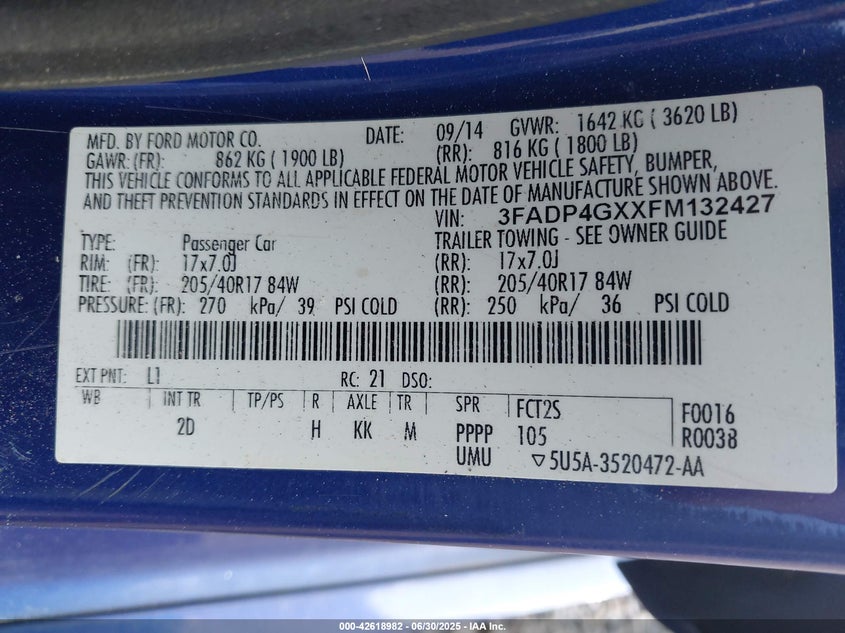 MFD. BY FORD MOTOR CO. DATE: 09/14 GVWR: 1642 KG ( 3620 LB)
GAWR: (FR): 862 KG ( 1900 LB) (RR): 816 KG ( 1800 LB)
THIS VEHICLE CONFORMS TO ALL APPLICABLE FEDERAL MOTOR VEHICLE SAFETY, BUMPER,
AND THEFT PREVENTION STANDARDS IN EFFECT ON THE DATE OF MANUFACTURE SHOWN ABOVE.
VIN: 3FADP4GXXFM132427
TYPE: Passenger Car TRAILER TOWING - SEE OWNER GUIDE
RIM: (FR): 17x7.0J (RR): 17x7.0J
TIRE: (FR): 205/40R17 84W (RR): 205/40R17 84W
PRESSURE: (FR): 270 kPa/ 39 PSI COLD (RR): 250 kPa/ 36 PSI COLD
EXT PNT: L1 RC: 21 DSO:
WB INT TR TP/PS R AXLE TR SPR FCT2S F0016
2D H KK M PPPP 105 R0038
UMU ▽5U5A-3520472-AA
000-42618982 - 06/30/2025 - IAA Inc.